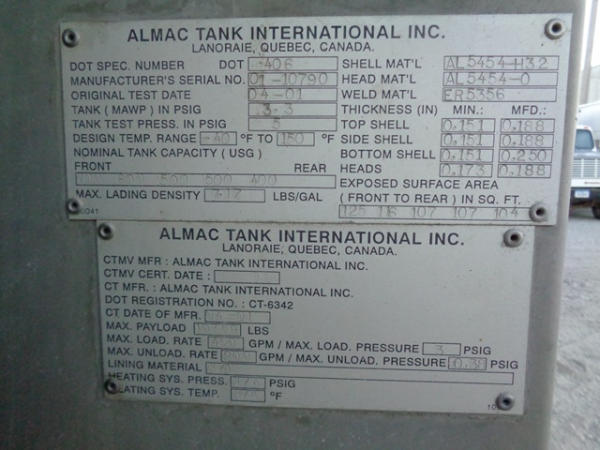 ALMAC TANK INTERNATIONAL INC.
LANORAIE, QUEBEC, CANADA.
DOT SPEC. NUMBER DOT 406 SHELL MAT'L AL5454-H32
MANUFACTURER'S SERIAL NO. 01-10790 HEAD MAT'L AL5454-O
ORIGINAL TEST DATE 04-01 WELD MAT'L ER5356
TANK (MAWP) IN PSIG 3.3 THICKNESS (IN) MIN.: MFD.:
TANK TEST PRESS. IN PSIG 5 TOP SHELL 0.151 0.188
DESIGN TEMP. RANGE -40 °F TO 150 °F SIDE SHELL 0.151 0.188
NOMINAL TANK CAPACITY (USG) BOTTOM SHELL 0.151 0.250
FRONT REAR HEADS 0.173 0.188
500 500 400 EXPOSED SURFACE AREA
MAX. LADING DENSITY LBS/GAL (FRONT TO REAR) IN SQ. FT.
125 116 107 107 104
ALMAC TANK INTERNATIONAL INC.
LANORAIE, QUEBEC, CANADA.
CTMV MFR : ALMAC TANK INTERNATIONAL INC.
CTMV CERT. DATE :
CT MFR. : ALMAC TANK INTERNATIONAL INC.
DOT REGISTRATION NO. : CT-6342
CT DATE OF MFR.
MAX. PAYLOAD LBS
MAX. LOAD. RATE GPM / MAX. LOAD. PRESSURE 3 PSIG
MAX. UNLOAD. RATE GPM / MAX. UNLOAD. PRESSURE 0.38 PSIG
LINING MATERIAL
HEATING SYS. PRESS. PSIG
HEATING SYS. TEMP. °F